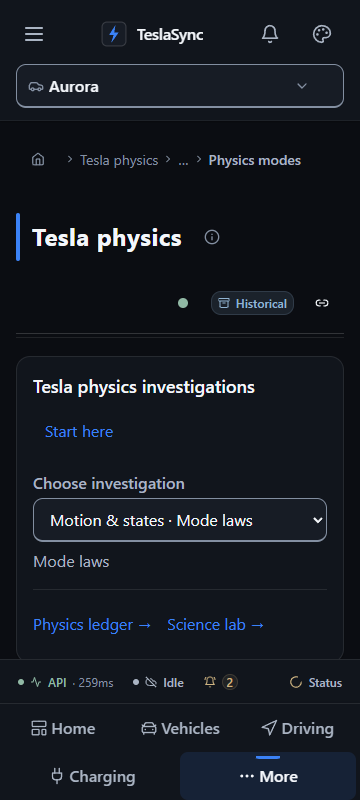 TeslaSync
Aurora
Tesla physics ... Physics modes
Tesla physics
Historical
Tesla physics investigations
Start here
Choose investigation
Motion & states · Mode laws
Mode laws
Physics ledger → Science lab →
API · 259ms Idle 2 Status
Home Vehicles Driving
Charging ··· More